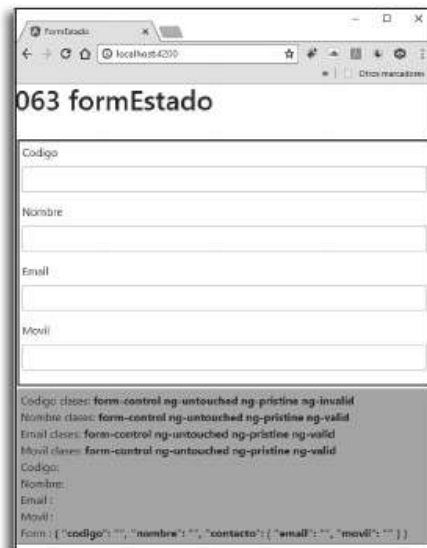 FormEstado
localhost:4200
Otros marcadores
063 formEstado
Codigo
Nombre
Email
Movil
Codigo clases: form-control ng-untouched ng-pristine ng-invalid
Nombre clases: form-control ng-untouched ng-pristine ng-valid
Email clases: form-control ng-untouched ng-pristine ng-valid
Movil clases: form-control ng-untouched ng-pristine ng-valid
Codigo:
Nombre:
Email :
Movil :
Form : { "codigo": "", "nombre": "", "contacto": { "email": "", "movil": "" } }